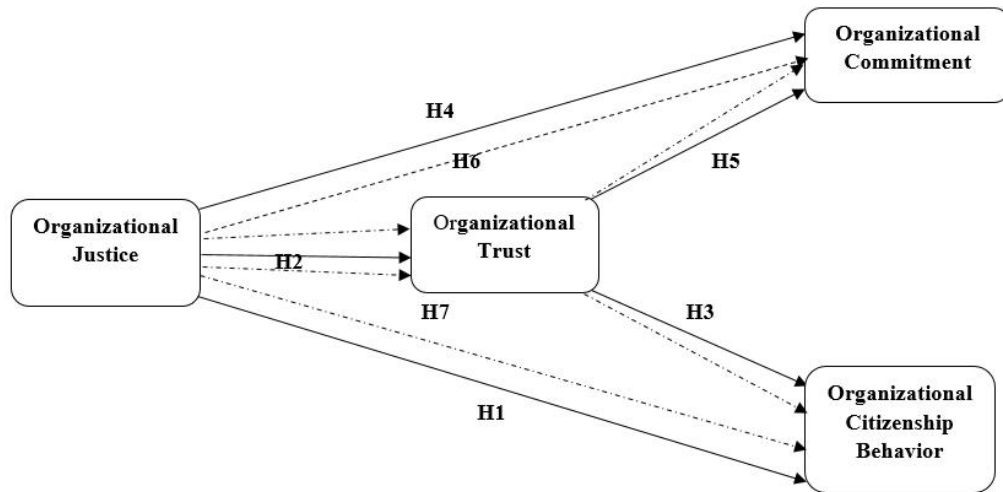 Organizational
Commitment
H4
H6
H5
Organizational
Justice
Organizational
Trust
H2
H7
H3
H1
Organizational
Citizenship
Behavior